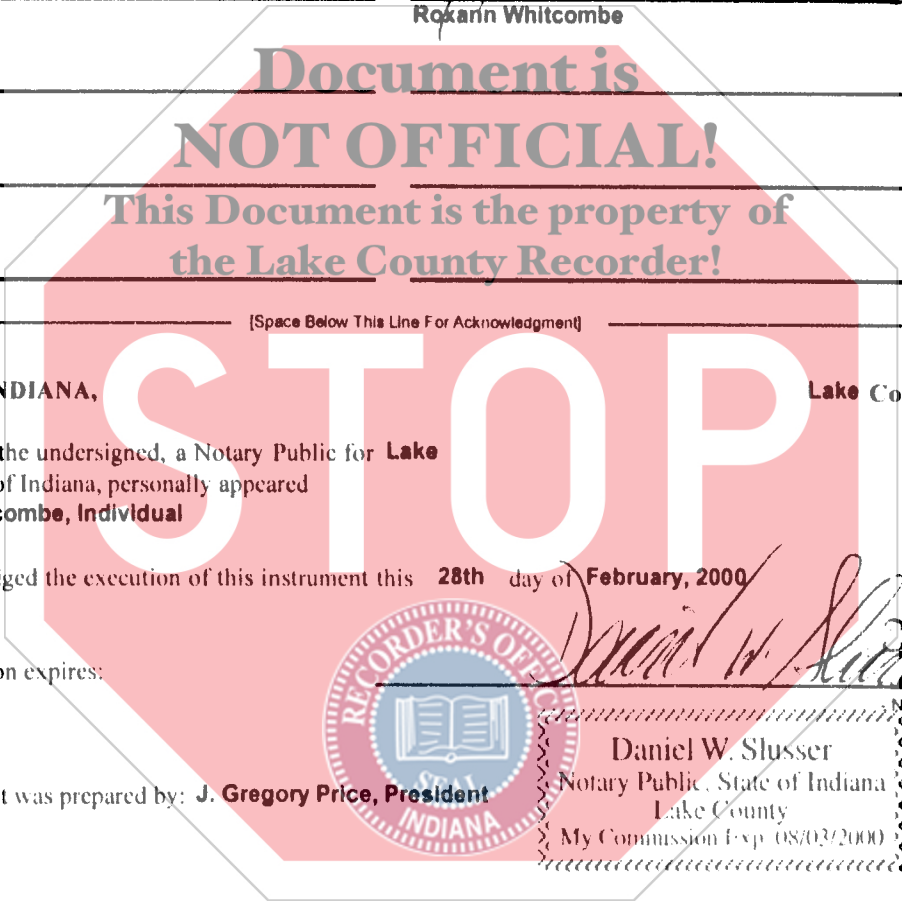 Roxann Whitcombe
Document is
NOT OFFICIAL!
This Document is the property of
the Lake County Recorder!
[Space Below This Line For Acknowledgment]
STOP
NDIANA, Lake Co
the undersigned, a Notary Public for Lake
of Indiana, personally appeared
combe, Individual
ged the execution of this instrument this 28th day of February, 2000
David W. Slus
on expires:
RECORDER'S OFFICE
SEAL
INDIANA
Daniel W. Slusser
Notary Public, State of Indiana
Lake County
My Commission Exp. 08/03/2000
t was prepared by: J. Gregory Price, President